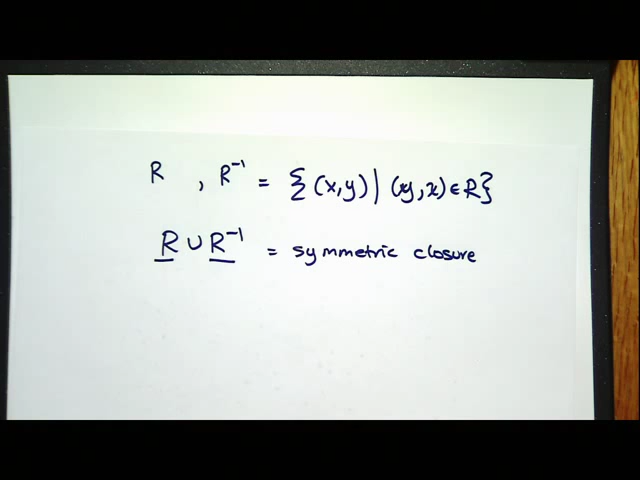 R , R⁻¹ = {(x,y) | (y,x) ∈ R}
R ∪ R⁻¹ = symmetric closure